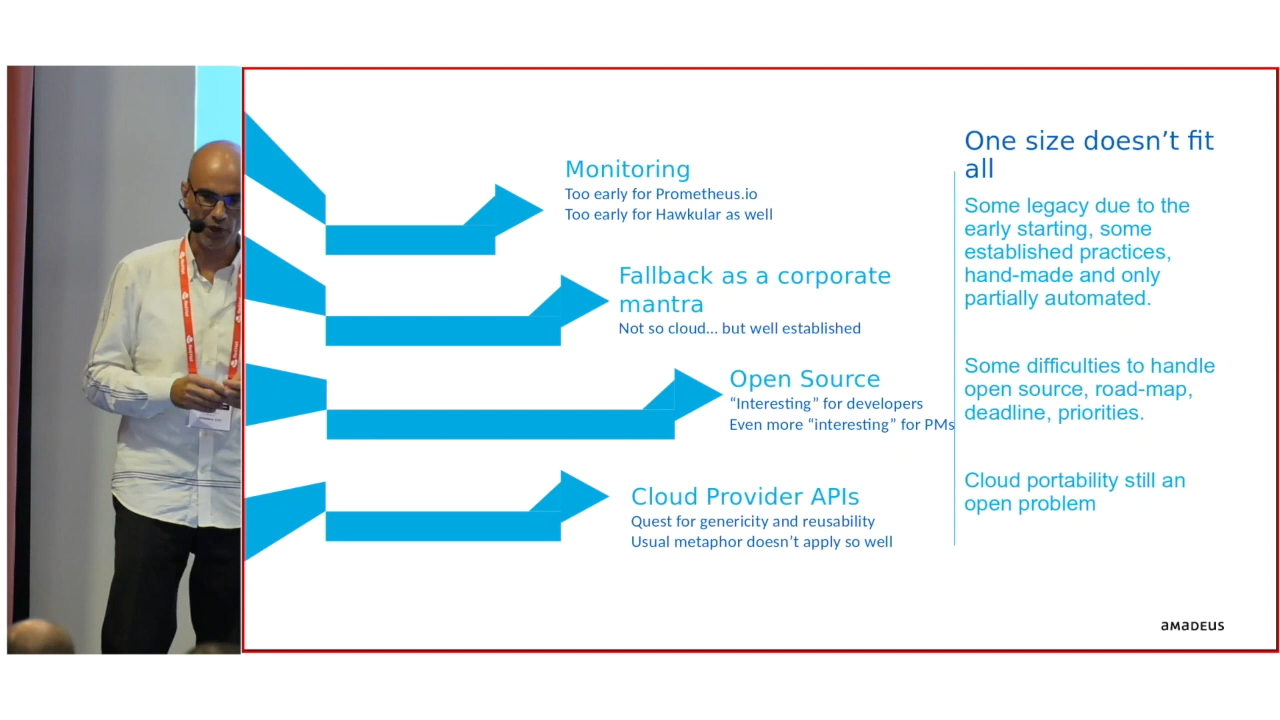 Monitoring
Too early for Prometheus.io
Too early for Hawkular as well
Fallback as a corporate
mantra
Not so cloud... but well established
Open Source
“Interesting” for developers
Even more “interesting” for PMs
Cloud Provider APIs
Quest for genericity and reusability
Usual metaphor doesn’t apply so well
One size doesn’t fit
all
Some legacy due to the
early starting, some
established practices,
hand-made and only
partially automated.
Some difficulties to handle
open source, road-map,
deadline, priorities.
Cloud portability still an
open problem
aMaDEUS